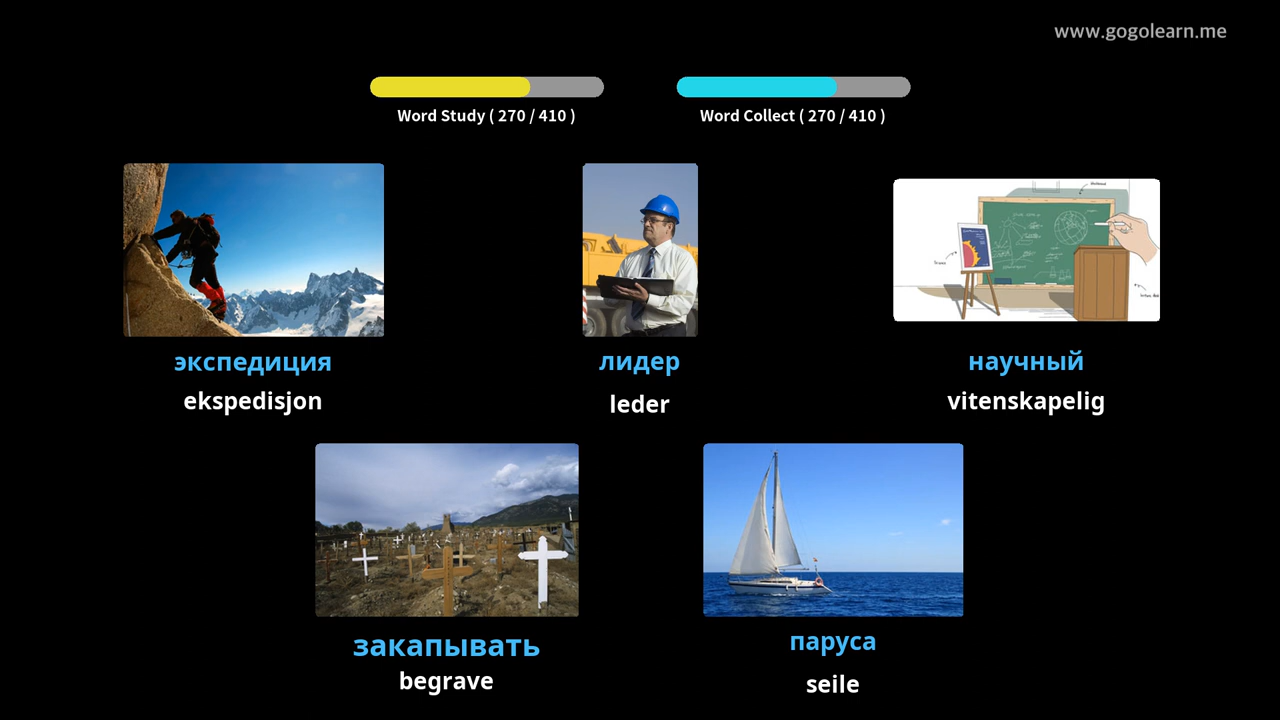 www.gogolearn.me
Word Study ( 270 / 410 )
Word Collect ( 270 / 410 )
экспедиция
ekspedisjon
лидер
leder
научный
vitenskapelig
закапывать
begrave
паруса
seile